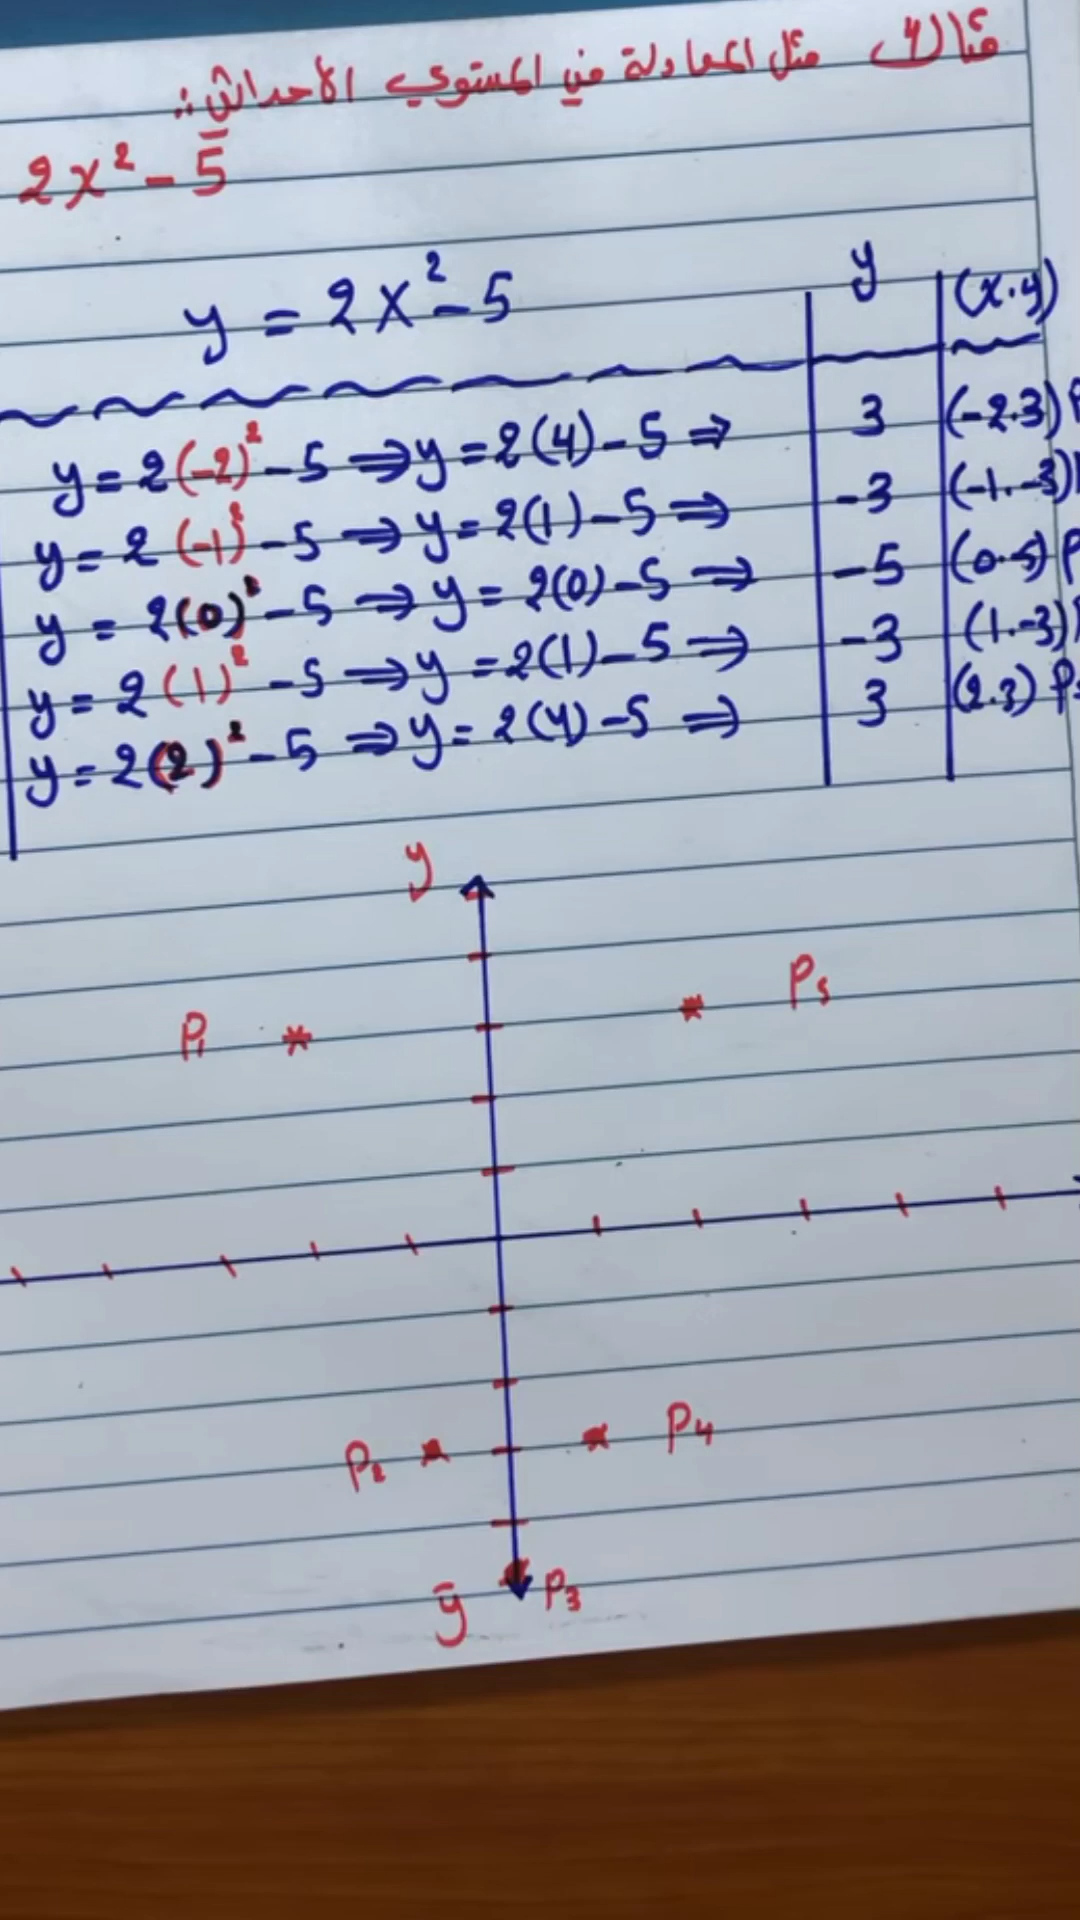 مثال (4) مثل المعادلة في المستوي الاحداثي :.
2x² - 5
y = 2x² - 5 y (x.y)
y = 2(-2)² - 5 ⇒ y = 2(4) - 5 ⇒ 3 (-2.3) P
y = 2(-1)² - 5 ⇒ y = 2(1) - 5 ⇒ -3 (-1.-3)
y = 2(0)² - 5 ⇒ y = 2(0) - 5 ⇒ -5 (0.-5) P
y = 2(1)² - 5 ⇒ y = 2(1) - 5 ⇒ -3 (1.-3)
y = 2(2)² - 5 ⇒ y = 2(4) - 5 ⇒ 3 (2.3) P5
y
P1 P5
P2 P4
ȳ P3